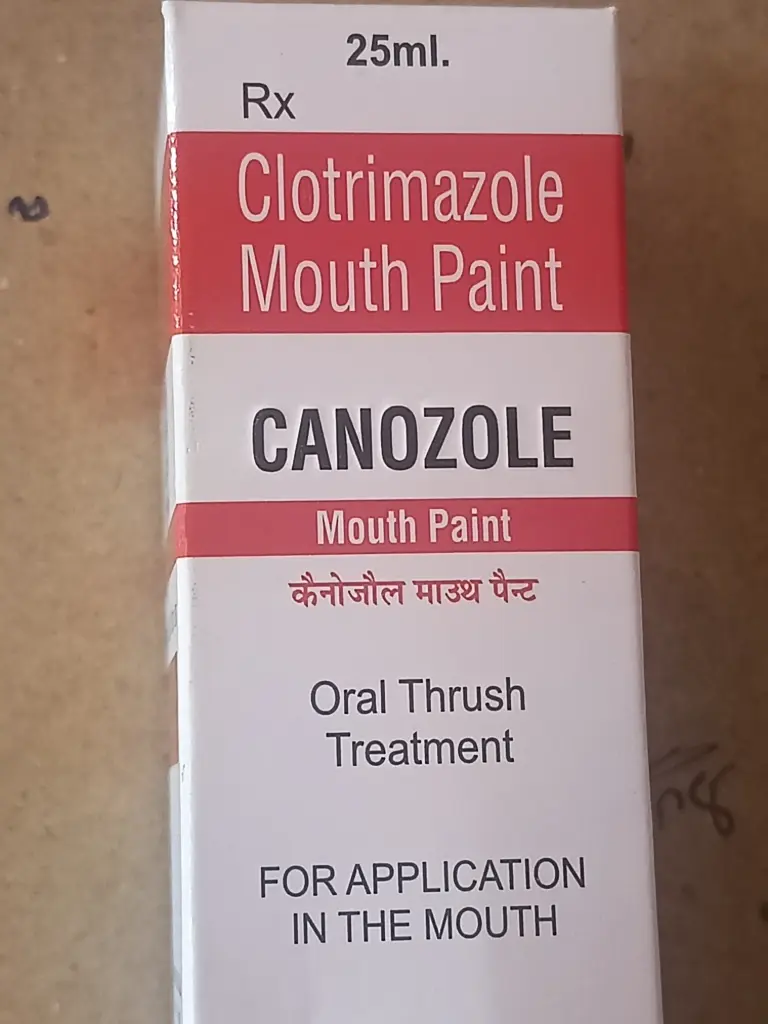 25ml.
Rx
Clotrimazole
Mouth Paint
CANOZOLE
Mouth Paint
कैनोजौल माउथ पैन्ट
Oral Thrush
Treatment
FOR APPLICATION
IN THE MOUTH